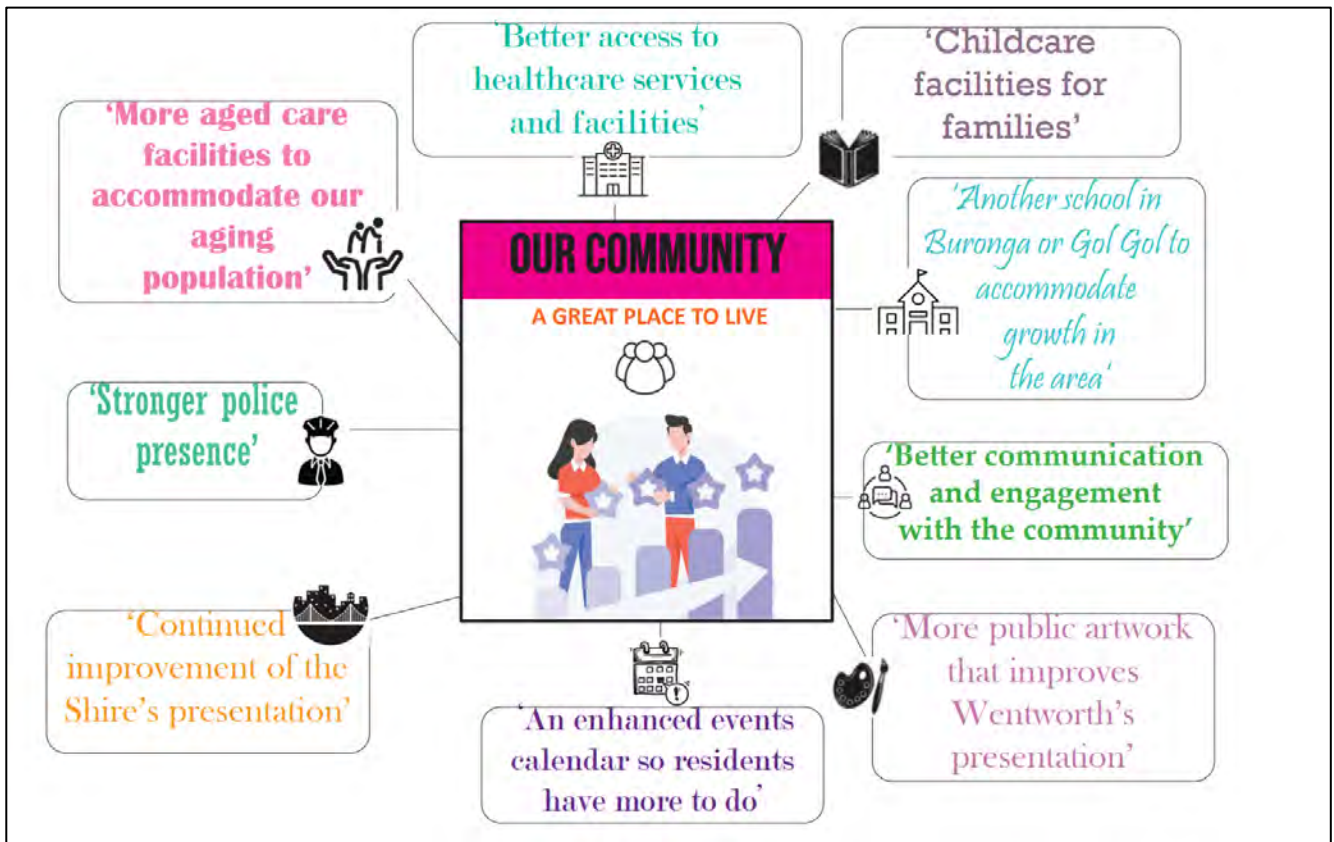 'Better access to
healthcare services
and facilities'
'Childcare
facilities for
families'
'More aged care
facilities to
accommodate our
aging
population'
'Another school in
Buronga or Gol Gol to
accommodate
growth in
the area'
OUR COMMUNITY
A GREAT PLACE TO LIVE
'Stronger police
presence'
'Better communication
and engagement
with the community'
'Continued
improvement of the
Shire's presentation'
'More public artwork
that improves
Wentworth's
presentation'
'An enhanced events
calendar so residents
have more to do'